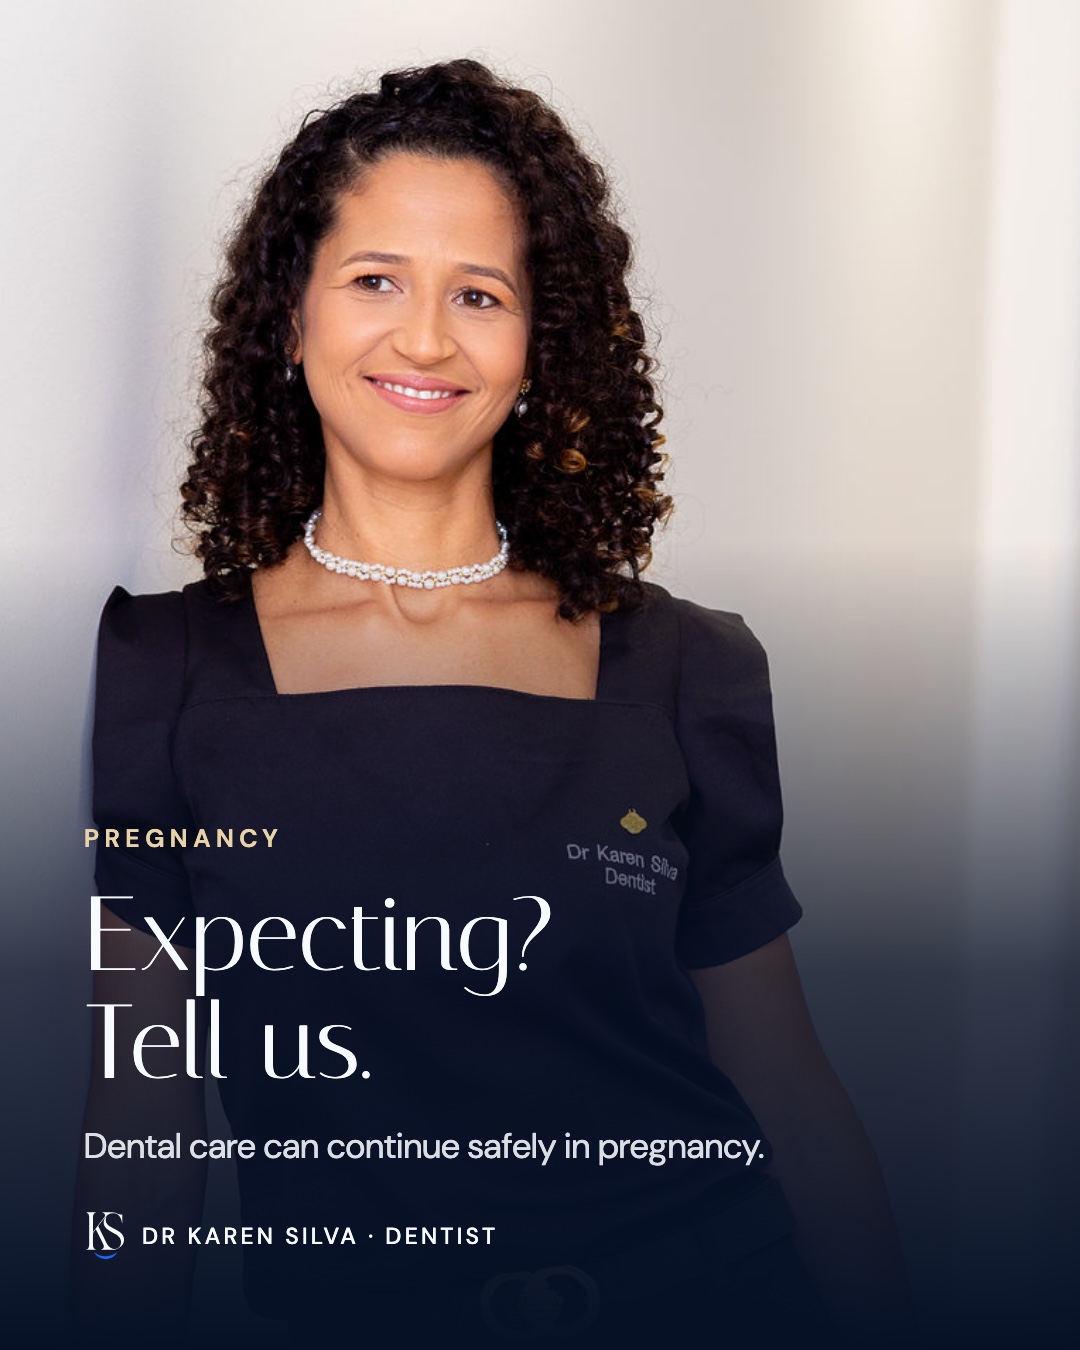 Dr Karen Silva
Dentist
PREGNANCY
Expecting?
Tell us.
Dental care can continue safely in pregnancy.
KS DR KAREN SILVA · DENTIST